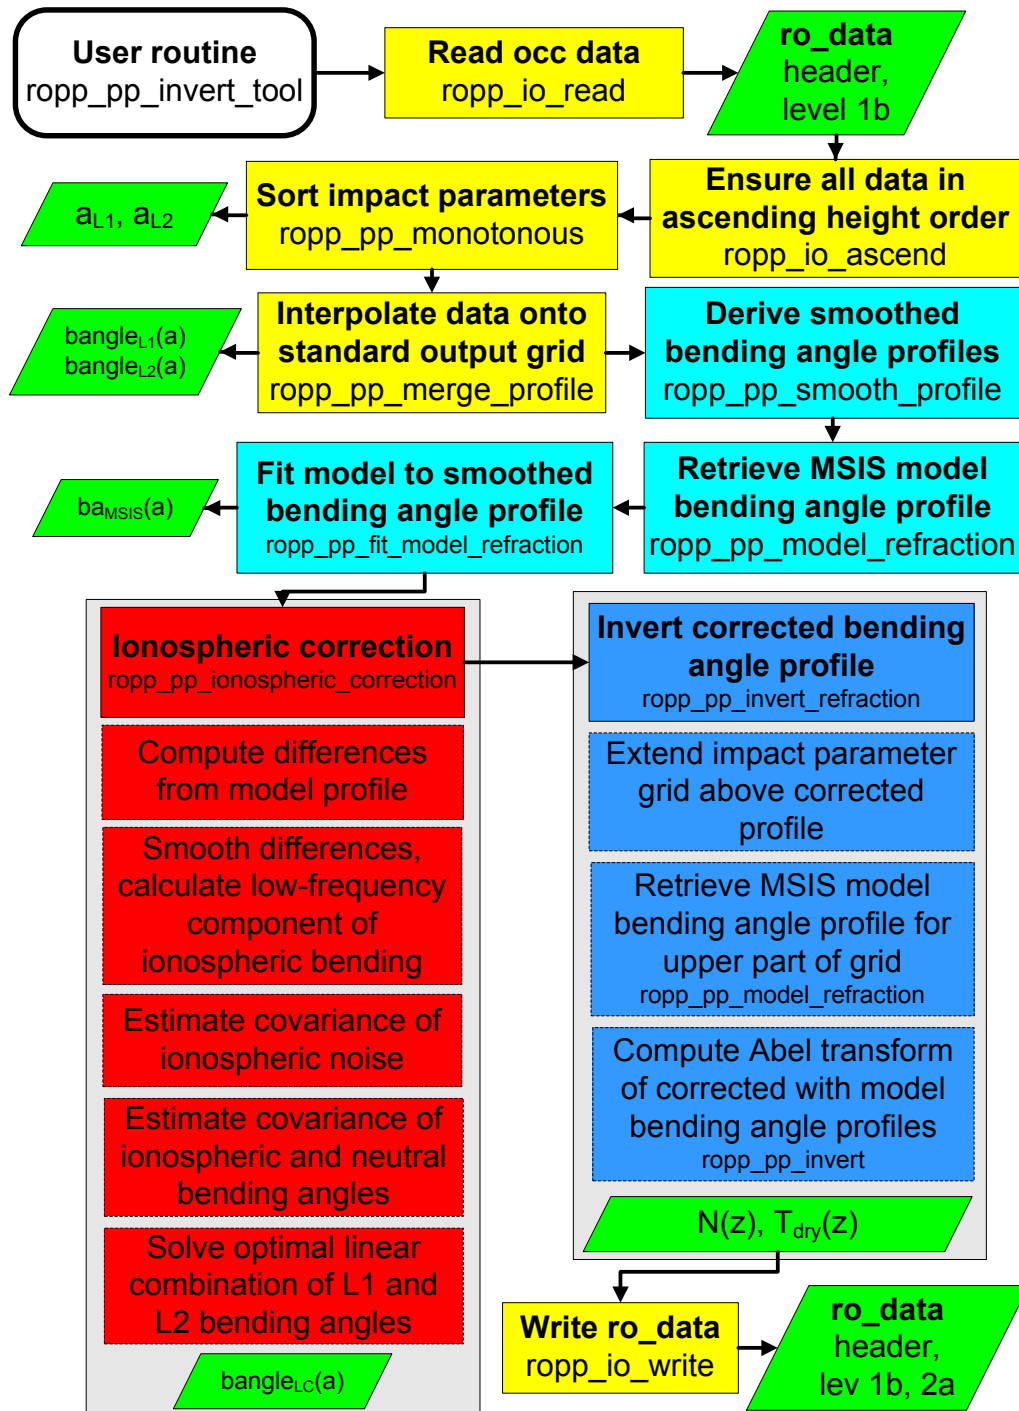 User routine
ropp_pp_invert_tool
Read occ data
ropp_io_read
ro_data
header,
level 1b
Ensure all data in
ascending height order
ropp_io_ascend
Sort impact parameters
ropp_pp_monotonous
aL1, aL2
Interpolate data onto
standard output grid
ropp_pp_merge_profile
bangleL1(a)
bangleL2(a)
Derive smoothed
bending angle profiles
ropp_pp_smooth_profile
Retrieve MSIS model
bending angle profile
ropp_pp_model_refraction
Fit model to smoothed
bending angle profile
ropp_pp_fit_model_refraction
baMSIS(a)
Ionospheric correction
ropp_pp_ionospheric_correction
Compute differences
from model profile
Smooth differences,
calculate low-frequency
component of
ionospheric bending
Estimate covariance of
ionospheric noise
Estimate covariance of
ionospheric and neutral
bending angles
Solve optimal linear
combination of L1 and
L2 bending angles
bangleLC(a)
Invert corrected bending
angle profile
ropp_pp_invert_refraction
Extend impact parameter
grid above corrected
profile
Retrieve MSIS model
bending angle profile for
upper part of grid
ropp_pp_model_refraction
Compute Abel transform
of corrected with model
bending angle profiles
ropp_pp_invert
N(z), Tdry(z)
Write ro_data
ropp_io_write
ro_data
header,
lev 1b, 2a